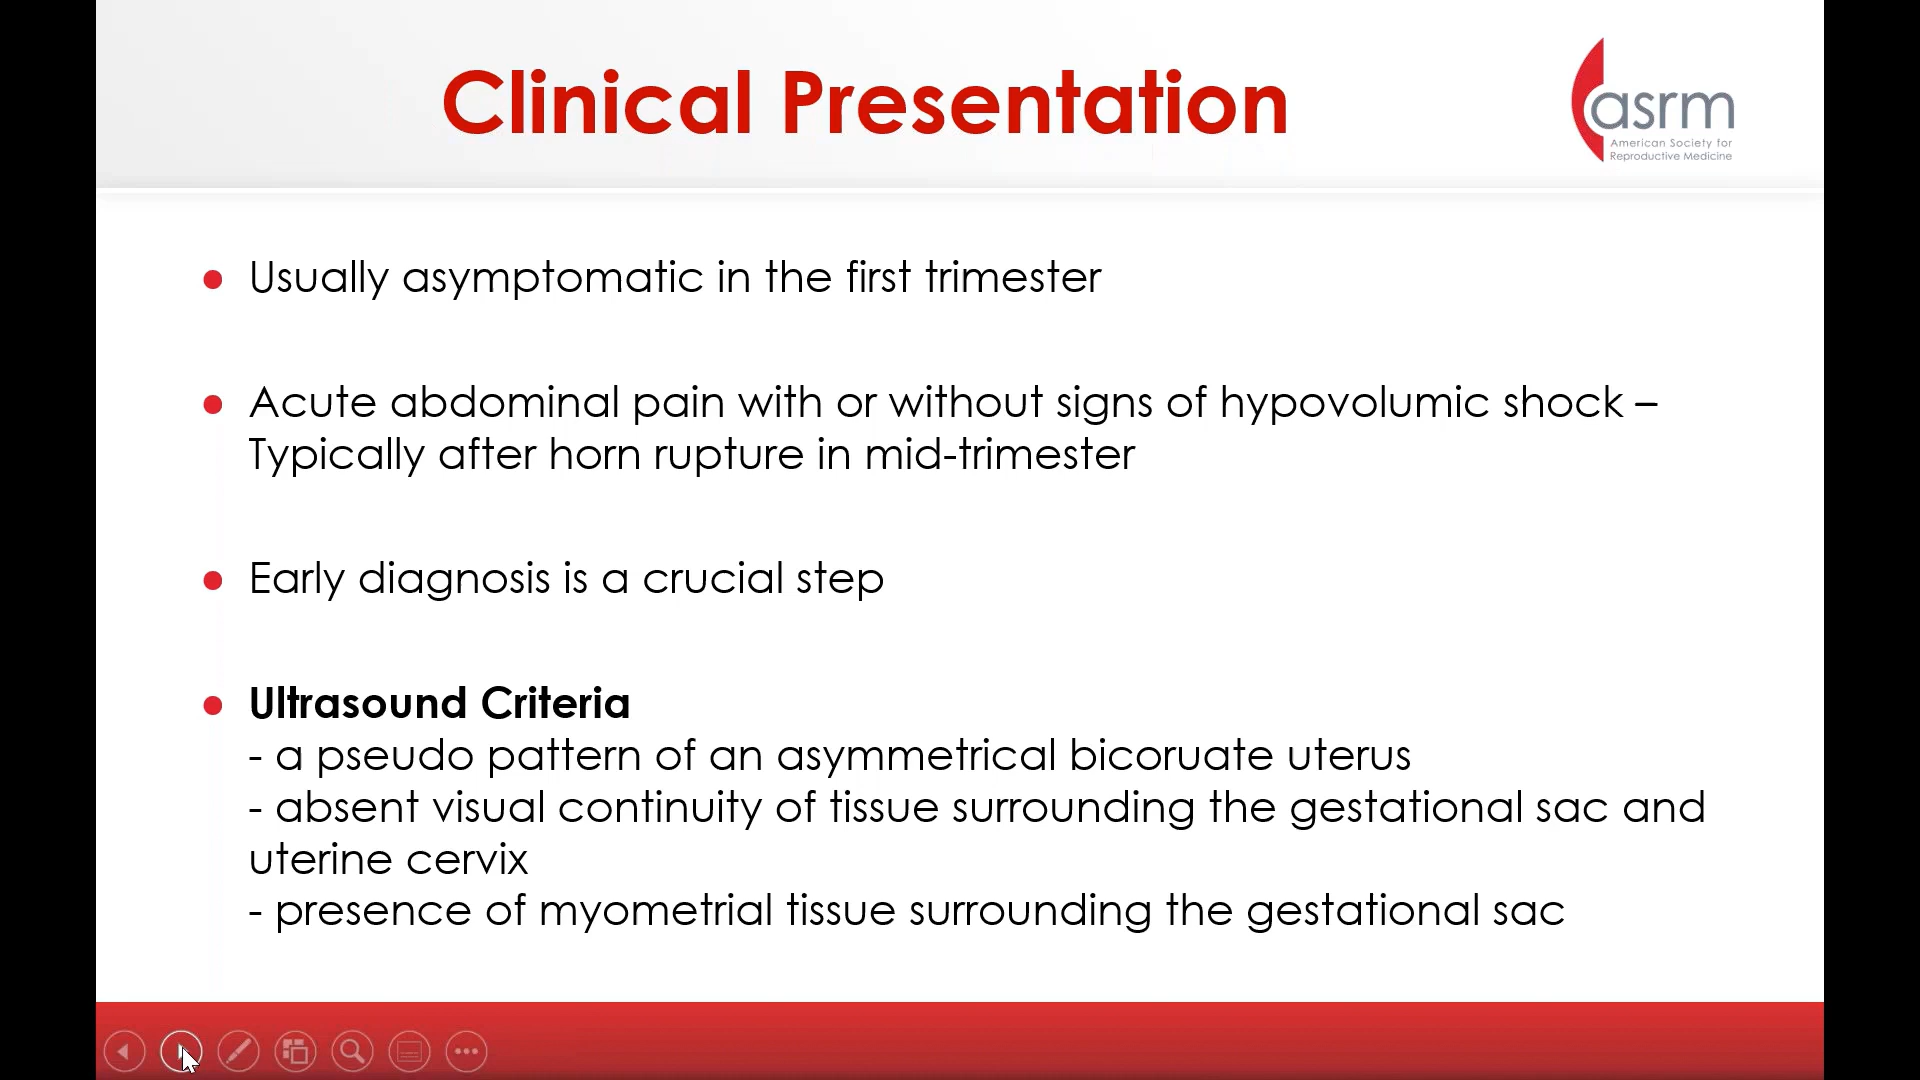 Clinical Presentation
asrm
American Society for
Reproductive Medicine
● Usually asymptomatic in the first trimester
● Acute abdominal pain with or without signs of hypovolumic shock –
Typically after horn rupture in mid-trimester
● Early diagnosis is a crucial step
● Ultrasound Criteria
- a pseudo pattern of an asymmetrical bicoruate uterus
- absent visual continuity of tissue surrounding the gestational sac and
uterine cervix
- presence of myometrial tissue surrounding the gestational sac